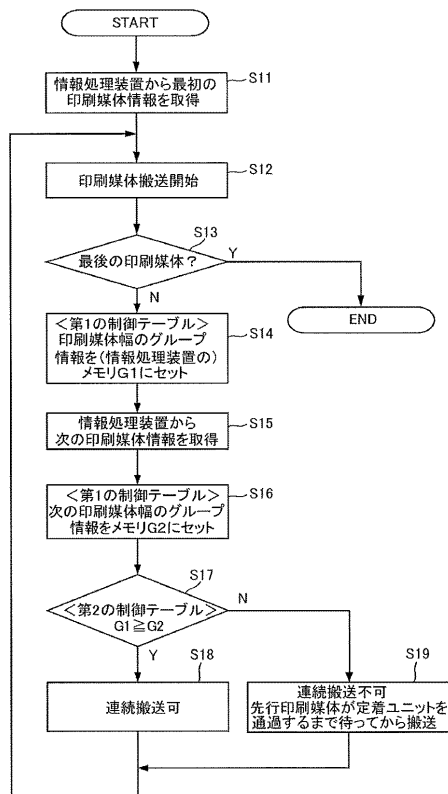 START
情報処理装置から最初の
印刷媒体情報を取得
S11
印刷媒体搬送開始
S12
最後の印刷媒体?
S13
Y
N
END
<第1の制御テーブル>
印刷媒体幅のグループ
情報を(情報処理装置の)
メモリG1にセット
S14
情報処理装置から
次の印刷媒体情報を取得
S15
<第1の制御テーブル>
次の印刷媒体幅のグループ
情報をメモリG2にセット
S16
<第2の制御テーブル>
G1≧G2
S17
N
Y
連続搬送可
S18
連続搬送不可
先行印刷媒体が定着ユニットを
通過するまで待ってから搬送
S19